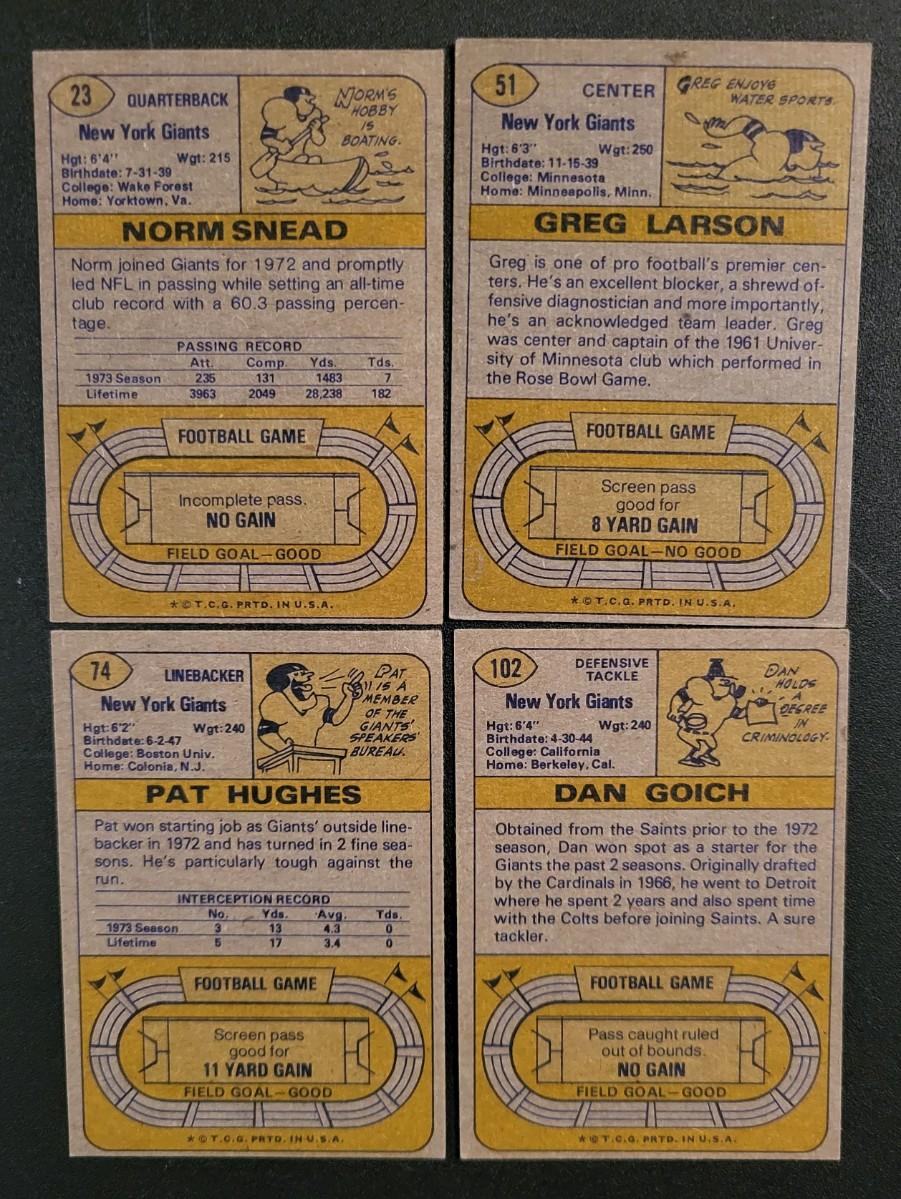 23
QUARTERBACK
New York Giants
Hgt: 6'4" Wgt: 215
Birthdate: 7-31-39
College: Wake Forest
Home: Yorktown, Va.
NORM'S
HOBBY
IS
BOATING.
NORM SNEAD
Norm joined Giants for 1972 and promptly
led NFL in passing while setting an all-time
club record with a 60.3 passing percen-
tage.
PASSING RECORD
Att. Comp. Yds. Tds.
1973 Season 235 131 1483 7
Lifetime 3963 2049 28,238 182
FOOTBALL GAME
Incomplete pass.
NO GAIN
FIELD GOAL—GOOD
* © T.C.G. PRTD. IN U.S.A.
51
CENTER
New York Giants
Hgt: 6'3" Wgt: 250
Birthdate: 11-15-39
College: Minnesota
Home: Minneapolis, Minn.
GREG ENJOYS
WATER SPORTS.
GREG LARSON
Greg is one of pro football's premier cen-
ters. He's an excellent blocker, a shrewd of-
fensive diagnostician and more importantly,
he's an acknowledged team leader. Greg
was center and captain of the 1961 Univer-
sity of Minnesota club which performed in
the Rose Bowl Game.
FOOTBALL GAME
Screen pass
good for
8 YARD GAIN
FIELD GOAL—NO GOOD
* © T.C.G. PRTD. IN U.S.A.
74
LINEBACKER
New York Giants
Hgt: 6'2" Wgt: 240
Birthdate: 6-2-47
College: Boston Univ.
Home: Colonia, N.J.
PAT
IS A
MEMBER
OF THE
GIANTS'
SPEAKERS'
BUREAU.
PAT HUGHES
Pat won starting job as Giants' outside line-
backer in 1972 and has turned in 2 fine sea-
sons. He's particularly tough against the
run.
INTERCEPTION RECORD
No. Yds. Avg. Tds.
1973 Season 3 13 4.3 0
Lifetime 5 17 3.4 0
FOOTBALL GAME
Screen pass
good for
11 YARD GAIN
FIELD GOAL—GOOD
* © T.C.G. PRTD. IN U.S.A.
102
DEFENSIVE
TACKLE
New York Giants
Hgt: 6'4" Wgt: 240
Birthdate: 4-30-44
College: California
Home: Berkeley, Cal.
DAN
HOLDS
A
DEGREE
IN
CRIMINOLOGY.
DAN GOICH
Obtained from the Saints prior to the 1972
season, Dan won spot as a starter for the
Giants the past 2 seasons. Originally drafted
by the Cardinals in 1966, he went to Detroit
where he spent 2 years and also spent time
with the Colts before joining Saints. A sure
tackler.
FOOTBALL GAME
Pass caught ruled
out of bounds.
NO GAIN
FIELD GOAL—GOOD
* © T.C.G. PRTD. IN U.S.A.